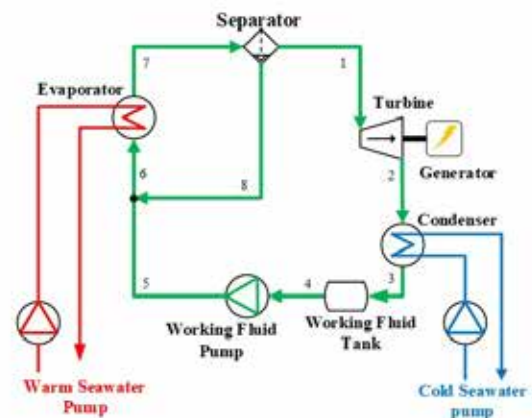 Separator
7
1
Evaporator
Turbine
6
8
2
Generator
Condenser
5
4
3
Working Fluid
Pump
Working Fluid
Tank
Warm Seawater
Pump
Cold Seawater
pump